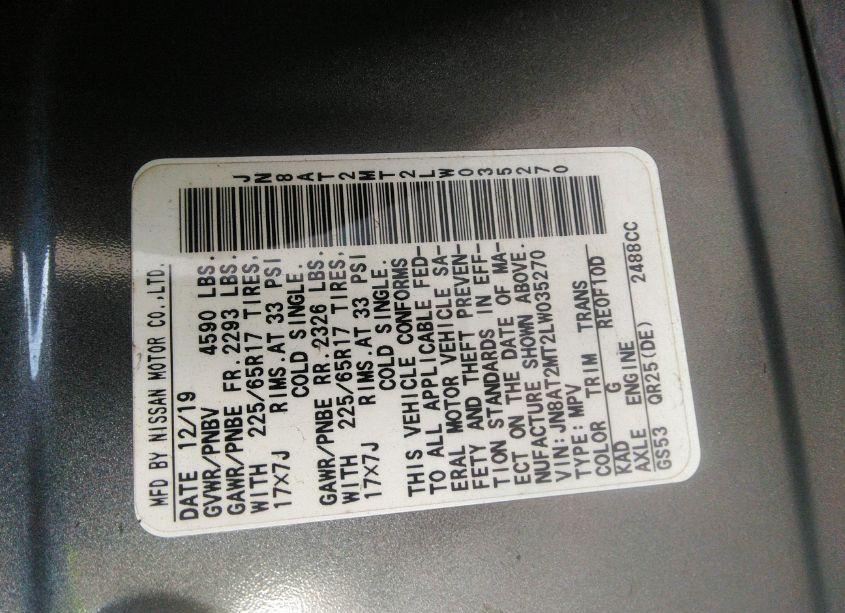 MFD BY NISSAN MOTOR CO.,LTD.
DATE 12/19
GVWR/PNBV 4590 LBS.
GAWR/PNBE FR.2293 LBS.
WITH 225/65R17 TIRES,
17X7J RIMS.AT 33 PSI
COLD SINGLE.
GAWR/PNBE RR.2326 LBS.
WITH 225/65R17 TIRES,
17X7J RIMS.AT 33 PSI
COLD SINGLE.
THIS VEHICLE CONFORMS
TO ALL APPLICABLE FED-
ERAL MOTOR VEHICLE SA-
FETY AND THEFT PREVEN-
TION STANDARDS IN EFF-
ECT ON THE DATE OF MA-
NUFACTURE SHOWN ABOVE.
VIN:JN8AT2MT2LW035270
TYPE:MPV
COLOR TRIM TRANS
KAD G RE0F10D
AXLE ENGINE
GS53 QR25(DE) 2488CC
JN8AT2MT2LW035270